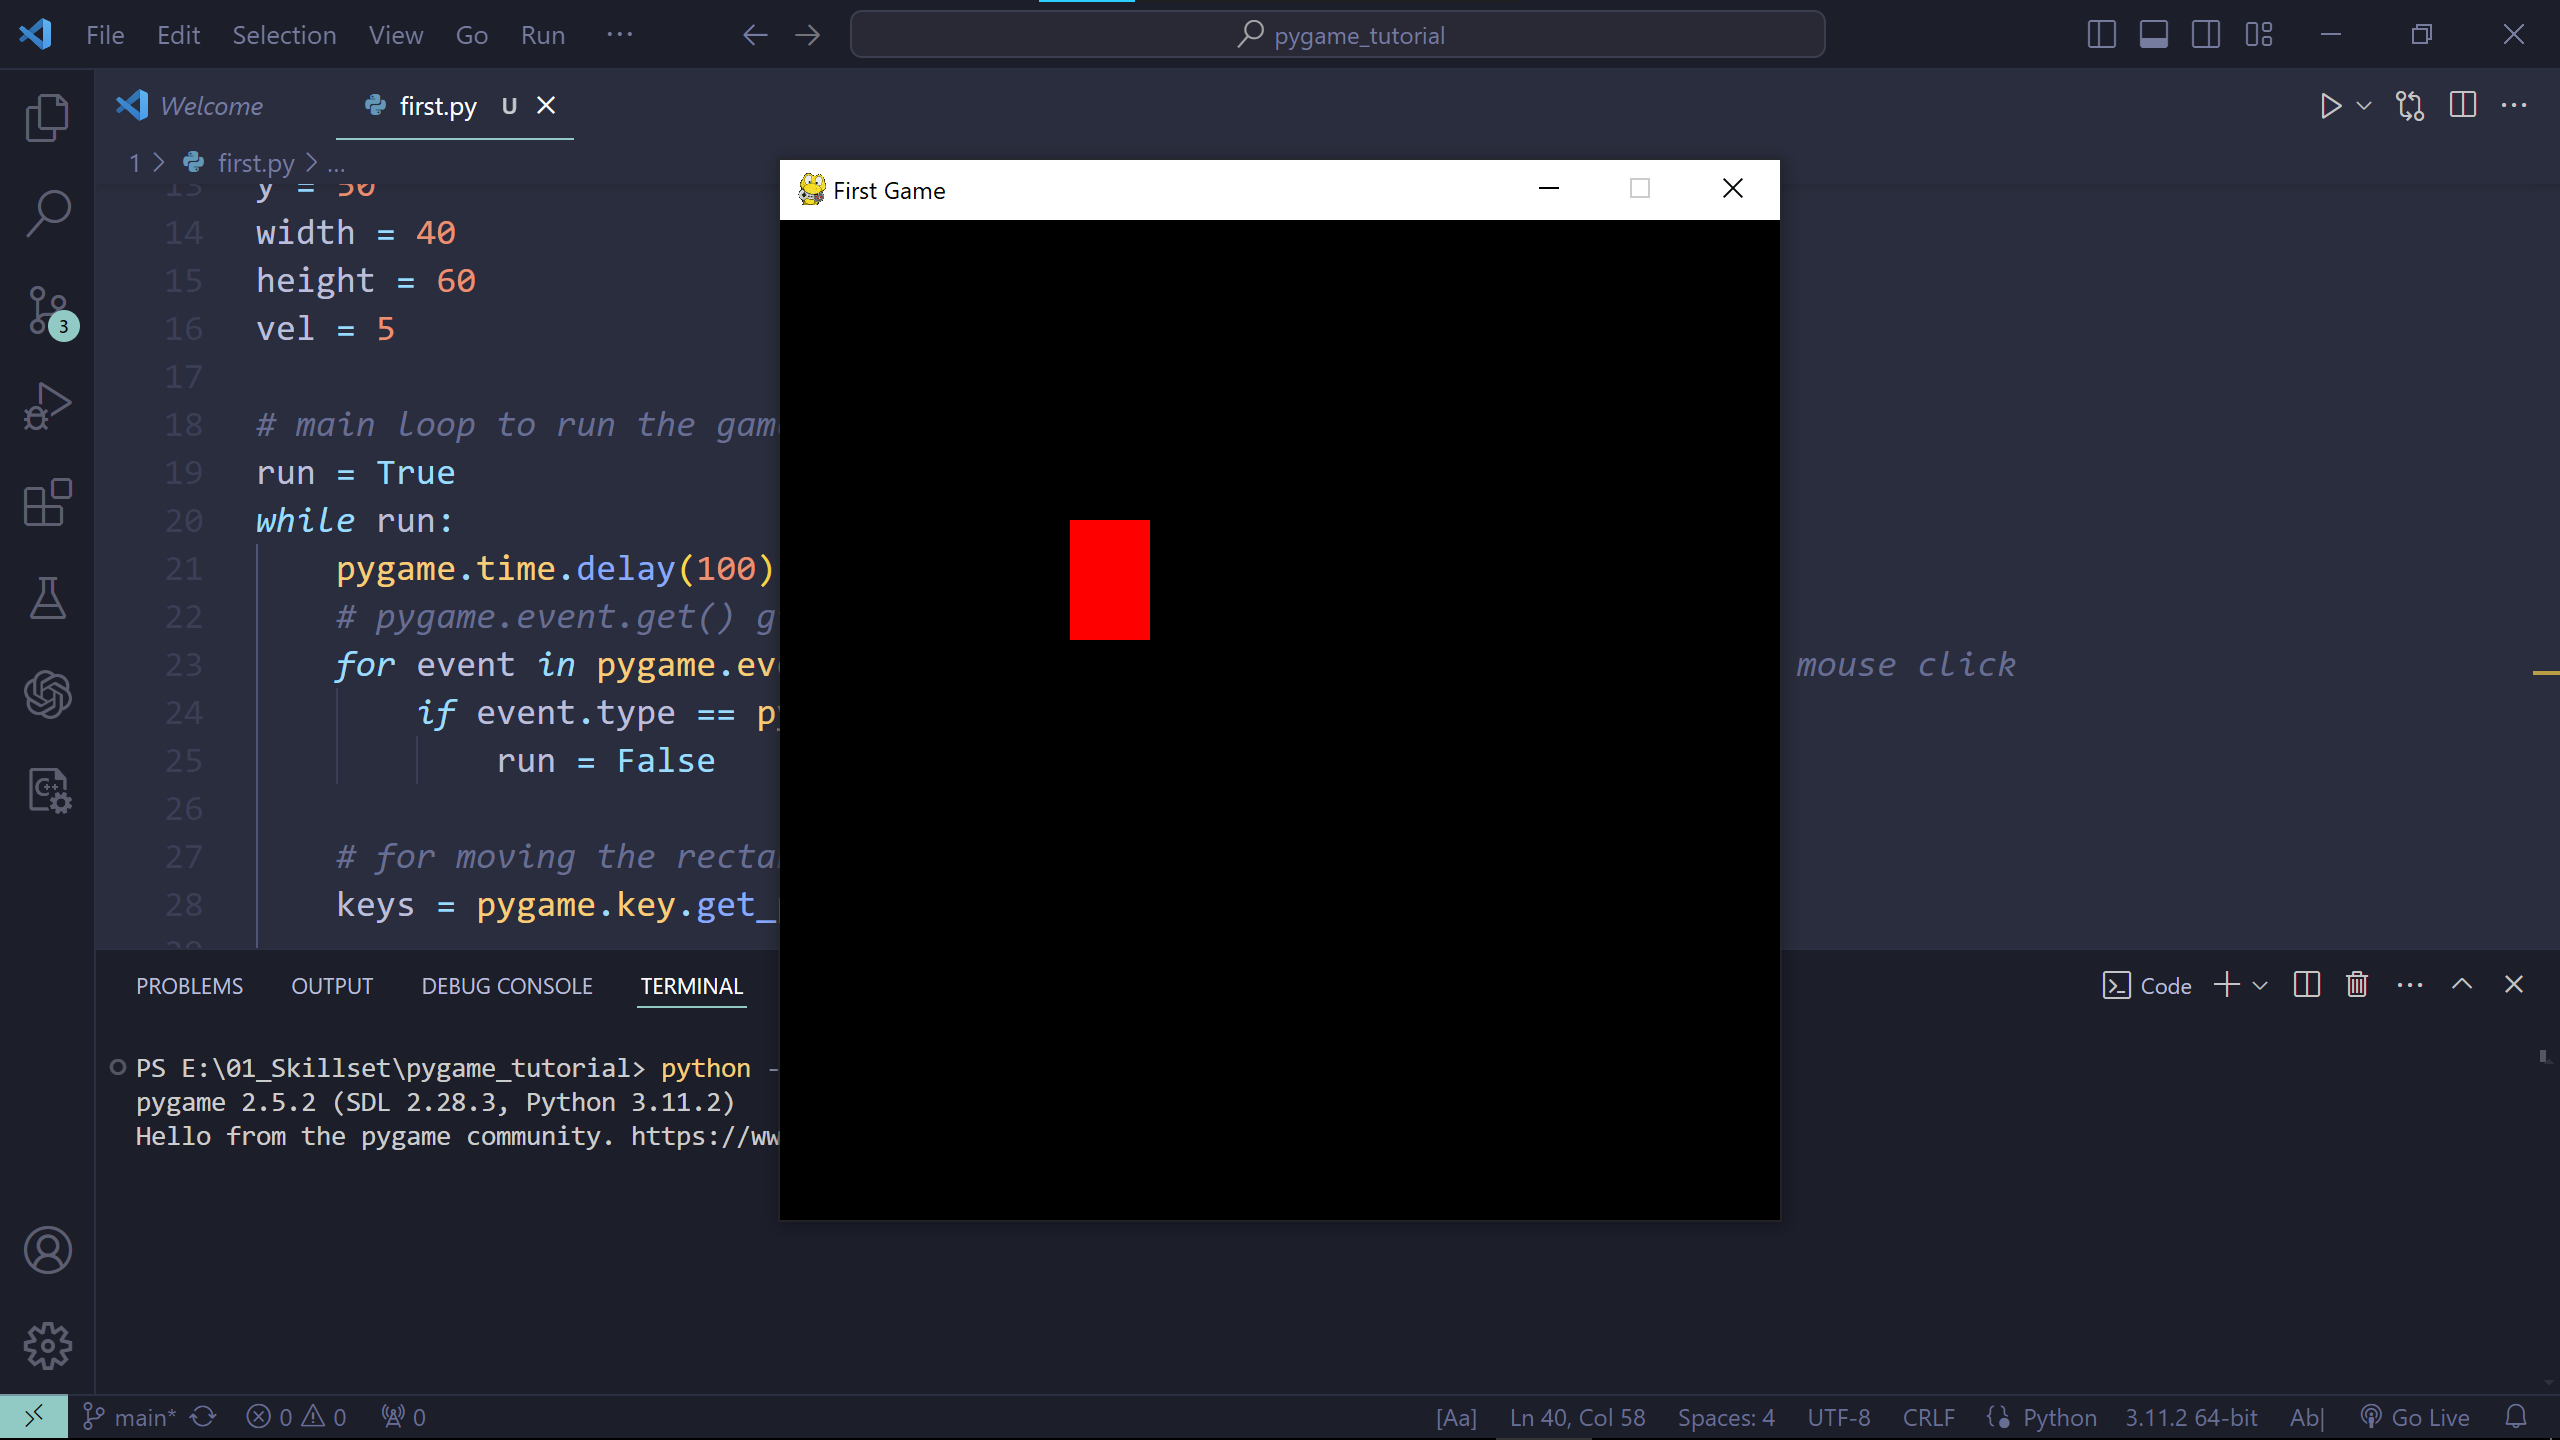 File Edit Selection View Go Run ··· pygame_tutorial
Welcome first.py U
1 > first.py > ...
13 y = 50
14 width = 40
15 height = 60
16 vel = 5
17
18 # main loop to run the gam
19 run = True
20 while run:
21 pygame.time.delay(100)
22 # pygame.event.get() g
23 for event in pygame.eve mouse click
24 if event.type == py
25 run = False
26
27 # for moving the recta
28 keys = pygame.key.get_
First Game
3
PROBLEMS OUTPUT DEBUG CONSOLE TERMINAL Code
PS E:\01_Skillset\pygame_tutorial> python -
pygame 2.5.2 (SDL 2.28.3, Python 3.11.2)
Hello from the pygame community. https://ww
main* 0 0 0 [Aa] Ln 40, Col 58 Spaces: 4 UTF-8 CRLF Python 3.11.2 64-bit Ab| Go Live